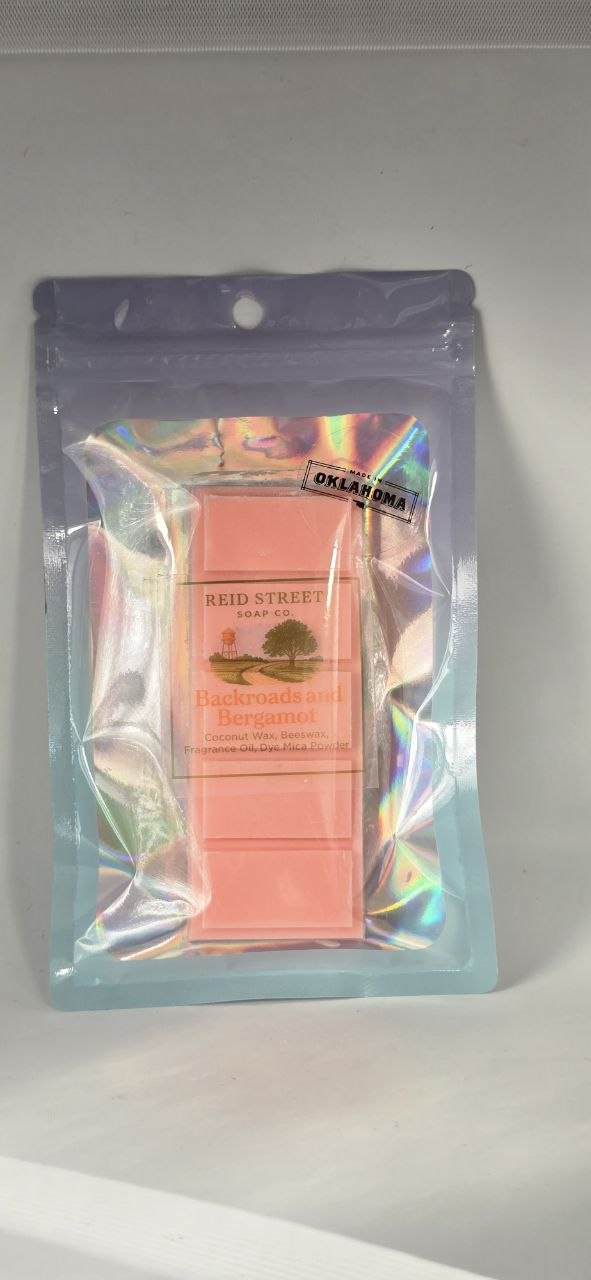 MADE IN
OKLAHOMA
REID STREET
SOAP CO.
Backroads and
Bergamot
Coconut Wax, Beeswax,
Fragrance Oil, Dye Mica Powder